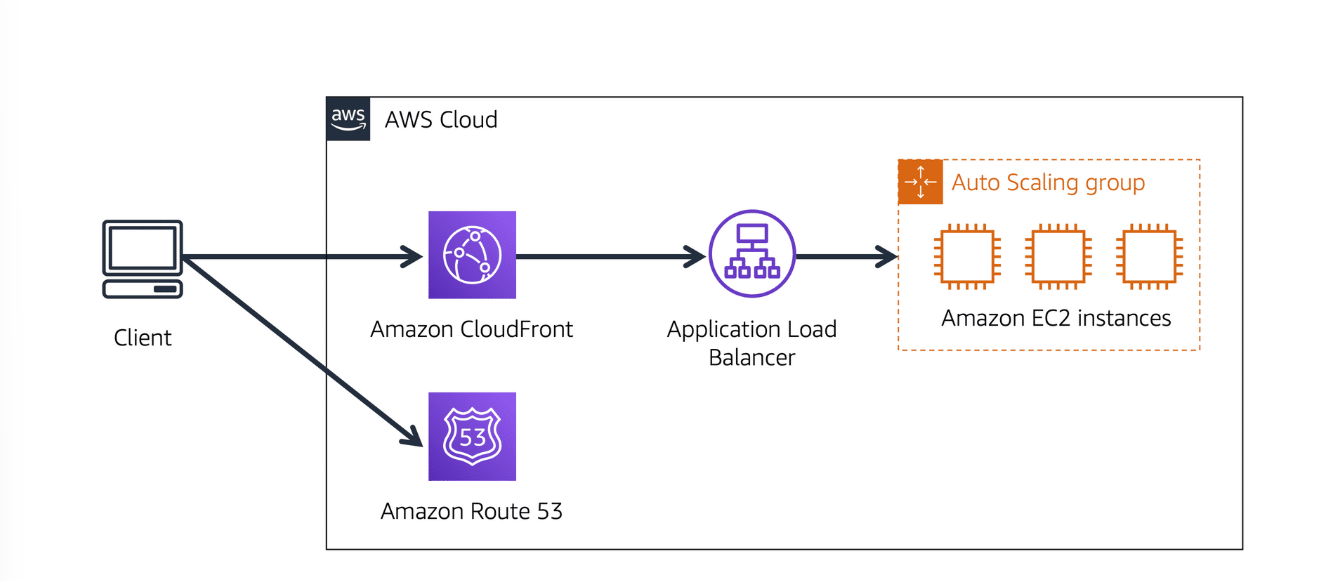 aws
AWS Cloud
Auto Scaling group
Client
Amazon CloudFront
Application Load
Balancer
Amazon EC2 instances
53
Amazon Route 53